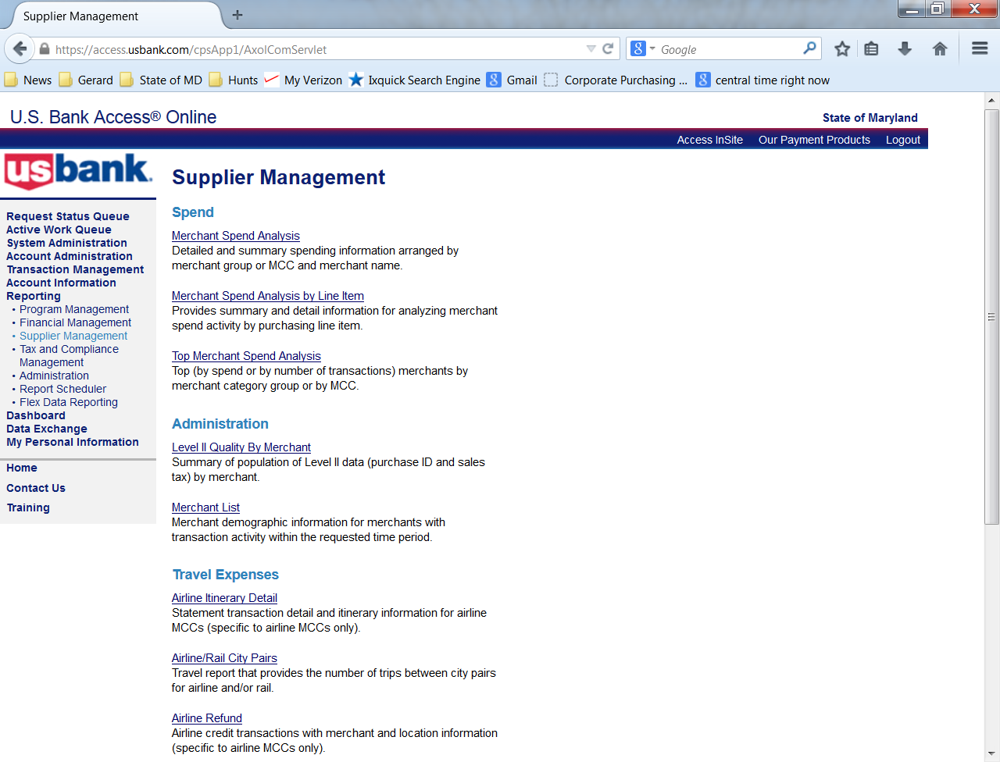 Supplier Management
https://access.usbank.com/cpsApp1/AxolComServlet
Google
News Gerard State of MD Hunts My Verizon Ixquick Search Engine Gmail Corporate Purchasing ... central time right now
U.S. Bank Access® Online
State of Maryland
Access InSite Our Payment Products Logout
usbank.
Request Status Queue
Active Work Queue
System Administration
Account Administration
Transaction Management
Account Information
Reporting
• Program Management
• Financial Management
• Supplier Management
• Tax and Compliance
Management
• Administration
• Report Scheduler
• Flex Data Reporting
Dashboard
Data Exchange
My Personal Information
Home
Contact Us
Training
Supplier Management
Spend
Merchant Spend Analysis
Detailed and summary spending information arranged by
merchant group or MCC and merchant name.
Merchant Spend Analysis by Line Item
Provides summary and detail information for analyzing merchant
spend activity by purchasing line item.
Top Merchant Spend Analysis
Top (by spend or by number of transactions) merchants by
merchant category group or by MCC.
Administration
Level II Quality By Merchant
Summary of population of Level II data (purchase ID and sales
tax) by merchant.
Merchant List
Merchant demographic information for merchants with
transaction activity within the requested time period.
Travel Expenses
Airline Itinerary Detail
Statement transaction detail and itinerary information for airline
MCCs (specific to airline MCCs only).
Airline/Rail City Pairs
Travel report that provides the number of trips between city pairs
for airline and/or rail.
Airline Refund
Airline credit transactions with merchant and location information
(specific to airline MCCs only).